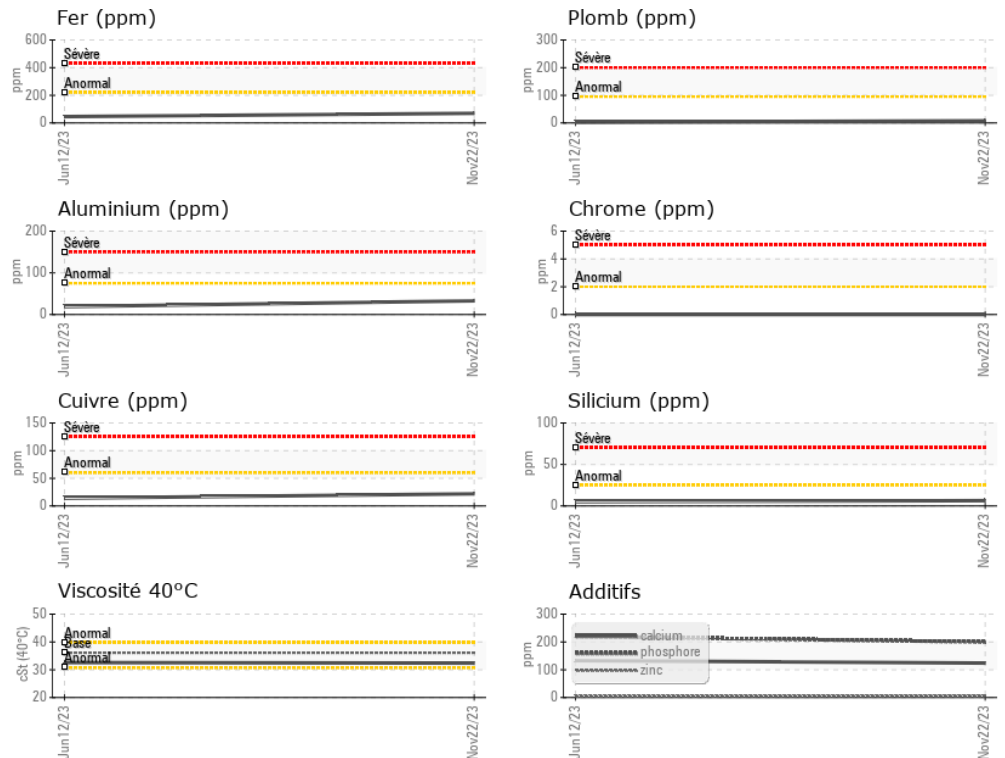 Fer (ppm)
600
400
200
0
ppm
Sévère
Anormal
Jun12/23
Nov22/23
Plomb (ppm)
300
200
100
0
ppm
Sévère
Anormal
Jun12/23
Nov22/23
Aluminium (ppm)
200
100
0
ppm
Sévère
Anormal
Jun12/23
Nov22/23
Chrome (ppm)
6
4
2
0
ppm
Sévère
Anormal
Jun12/23
Nov22/23
Cuivre (ppm)
150
100
50
0
ppm
Sévère
Anormal
Jun12/23
Nov22/23
Silicium (ppm)
100
50
0
ppm
Sévère
Anormal
Jun12/23
Nov22/23
Viscosité 40°C
50
40
30
20
cSt (40°C)
Anormal
Base
Anormal
Jun12/23
Nov22/23
Additifs
300
200
100
0
ppm
calcium
phosphore
zinc
Jun12/23
Nov22/23